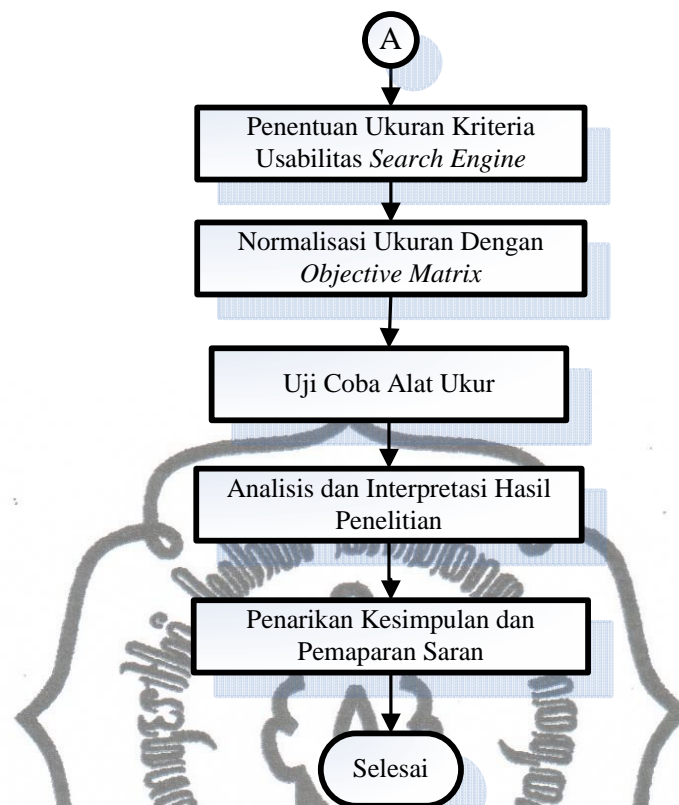 A
Penentuan Ukuran Kriteria
Usabilitas Search Engine
Normalisasi Ukuran Dengan
Objective Matrix
Uji Coba Alat Ukur
Analisis dan Interpretasi Hasil
Penelitian
Penarikan Kesimpulan dan
Pemaparan Saran
Selesai